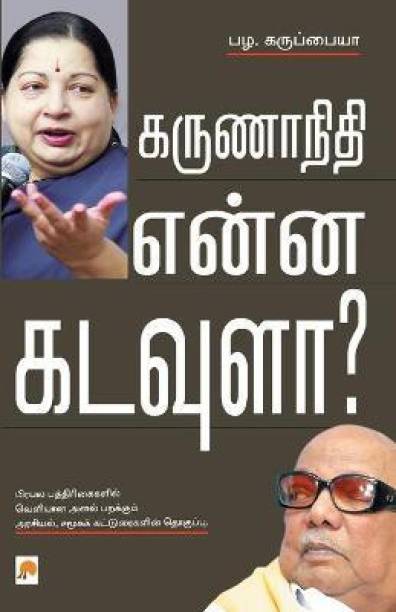 பழ. கருப்பையா
கருணாநிதி
என்ன
கடவுளா?
பிரபல பத்திரிகைகளில்
வெளியான அனல் பறக்கும்
அரசியல், சமூகக் கட்டுரைகளின் தொகுப்பு